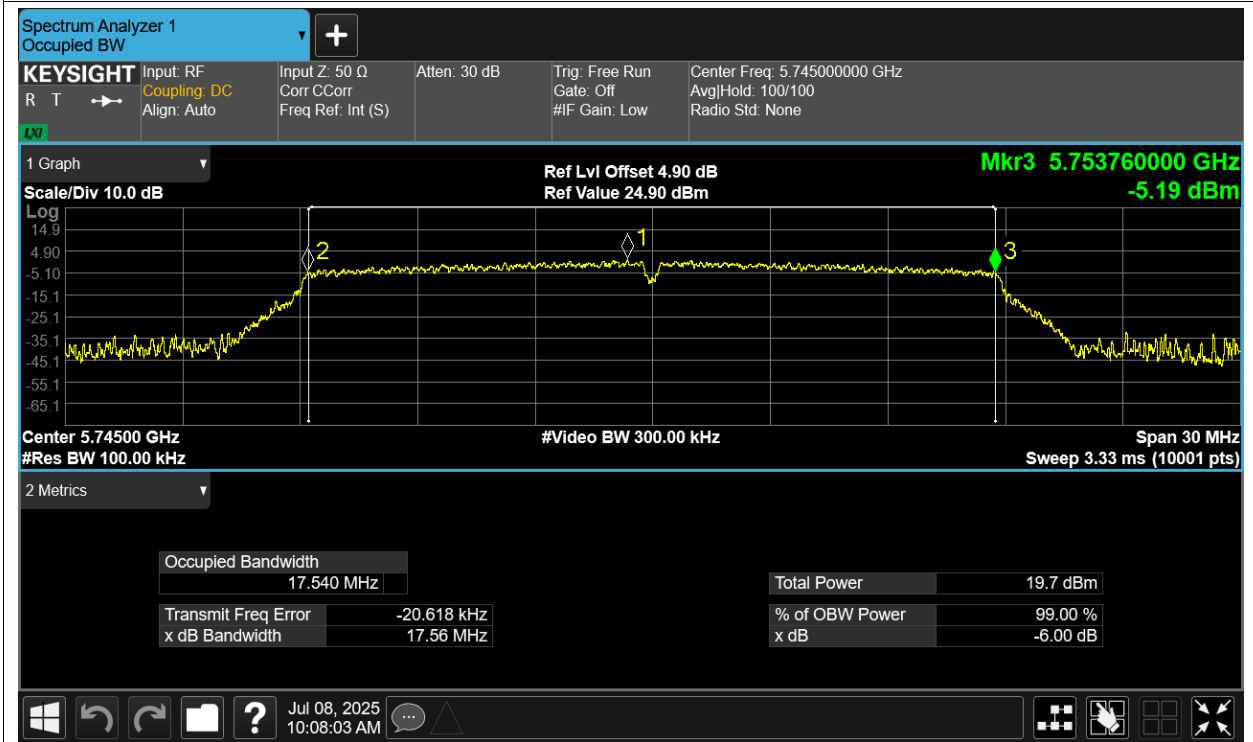 Spectrum Analyzer 1
Occupied BW
KEYSIGHT
R T
LXI
Input: RF
Coupling: DC
Align: Auto
Input Z: 50 Ω
Corr CCorr
Freq Ref: Int (S)
Atten: 30 dB
Trig: Free Run
Gate: Off
#IF Gain: Low
Center Freq: 5.745000000 GHz
Avg|Hold: 100/100
Radio Std: None
1 Graph
Scale/Div 10.0 dB
Ref Lvl Offset 4.90 dB
Ref Value 24.90 dBm
Mkr3 5.753760000 GHz
-5.19 dBm
Log
14.9
4.90
-5.10
-15.1
-25.1
-35.1
-45.1
-55.1
-65.1
2
1
3
Center 5.74500 GHz
#Video BW 300.00 kHz
Span 30 MHz
#Res BW 100.00 kHz
Sweep 3.33 ms (10001 pts)
2 Metrics
Occupied Bandwidth
17.540 MHz
Total Power 19.7 dBm
Transmit Freq Error -20.618 kHz
% of OBW Power 99.00 %
x dB Bandwidth 17.56 MHz
x dB -6.00 dB
?
Jul 08, 2025
10:08:03 AM